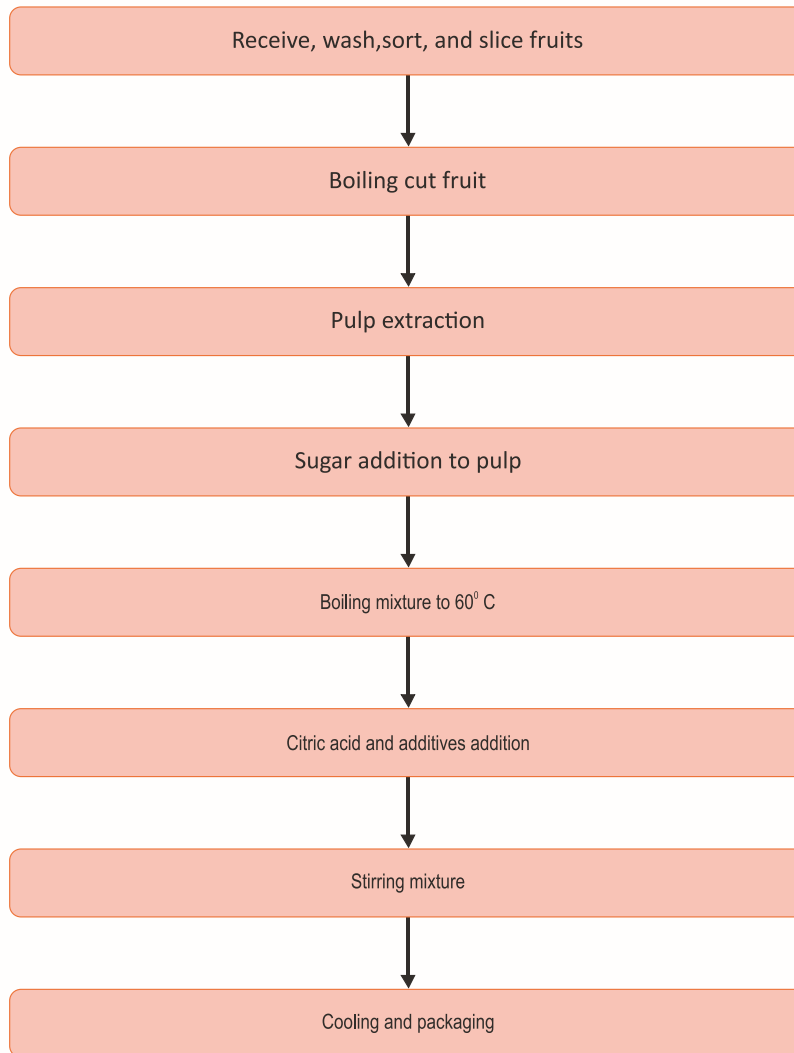 Receive, wash,sort, and slice fruits
Boiling cut fruit
Pulp extraction
Sugar addition to pulp
Boiling mixture to 60⁰ C
Citric acid and additives addition
Stirring mixture
Cooling and packaging